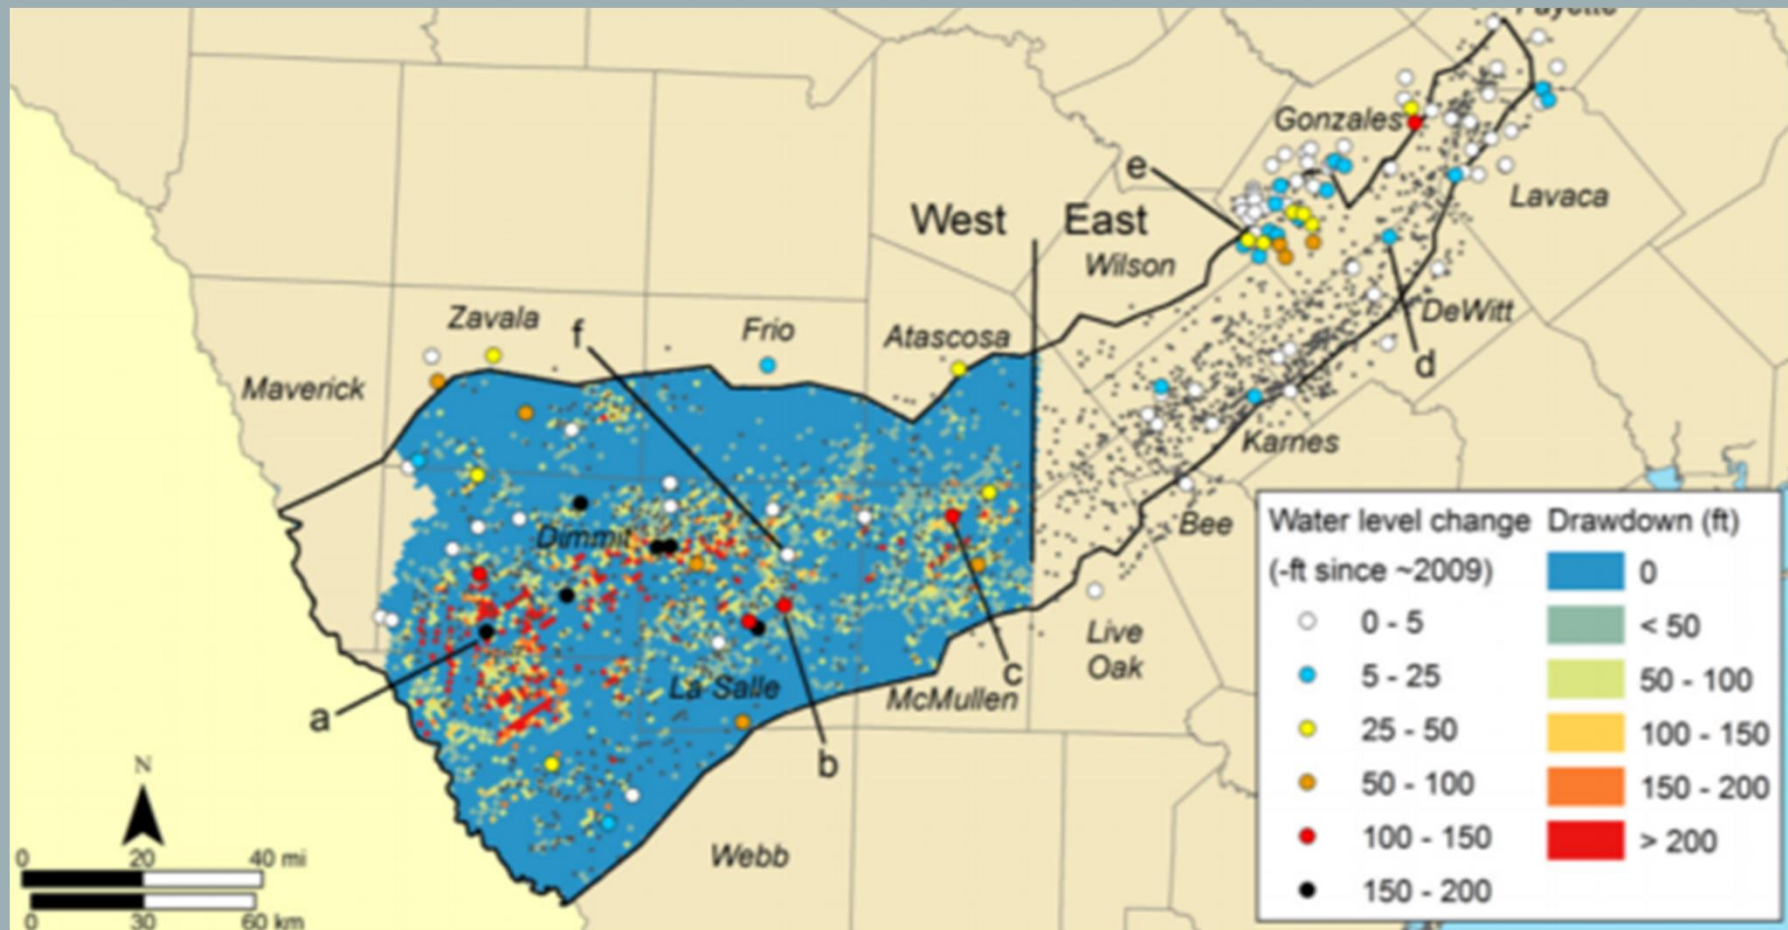 Fayette
Gonzales
e
Lavaca
West East
Wilson
Zavala
f
Frio
Atascosa
DeWitt
d
Maverick
Karnes
Dimmit
Bee
Live
Oak
La Salle
c
McMullen
a
b
Webb
N
0 20 40 mi
0 30 60 km
Water level change
(-ft since ~2009)
0 - 5
5 - 25
25 - 50
50 - 100
100 - 150
150 - 200
Drawdown (ft)
0
< 50
50 - 100
100 - 150
150 - 200
> 200